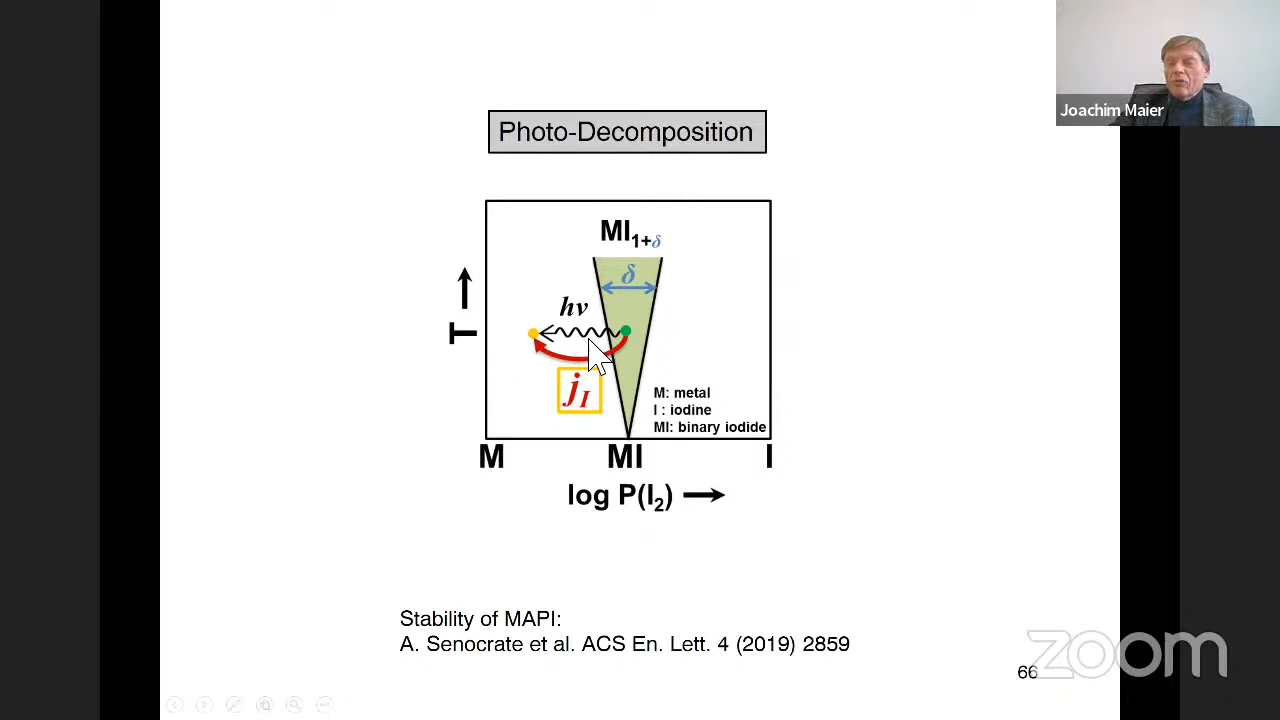 Joachim Maier
Photo-Decomposition
MI1+δ
δ
hν
T
jI
M: metal
I : iodine
MI: binary iodide
M MI I
log P(I2)
Stability of MAPI:
A. Senocrate et al. ACS En. Lett. 4 (2019) 2859
66
zoom